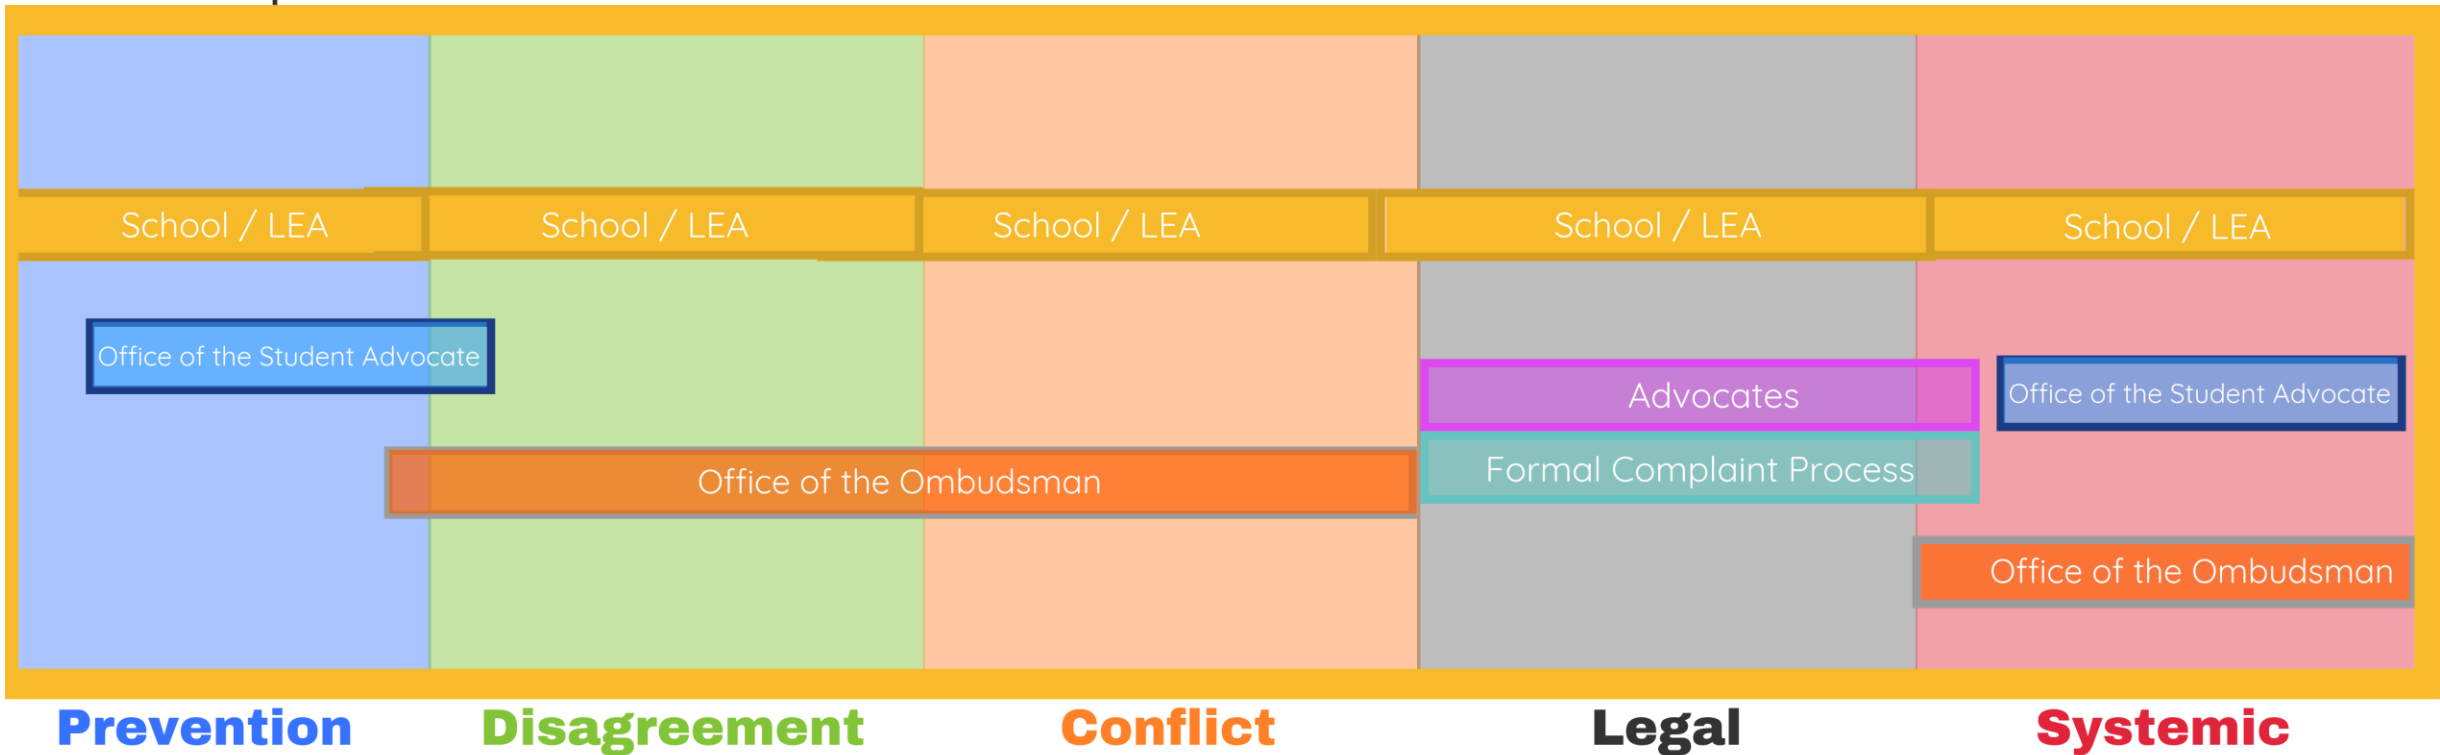 School / LEA
School / LEA
School / LEA
School / LEA
School / LEA
Office of the Student Advocate
Advocates
Office of the Student Advocate
Formal Complaint Process
Office of the Ombudsman
Office of the Ombudsman
Prevention
Disagreement
Conflict
Legal
Systemic